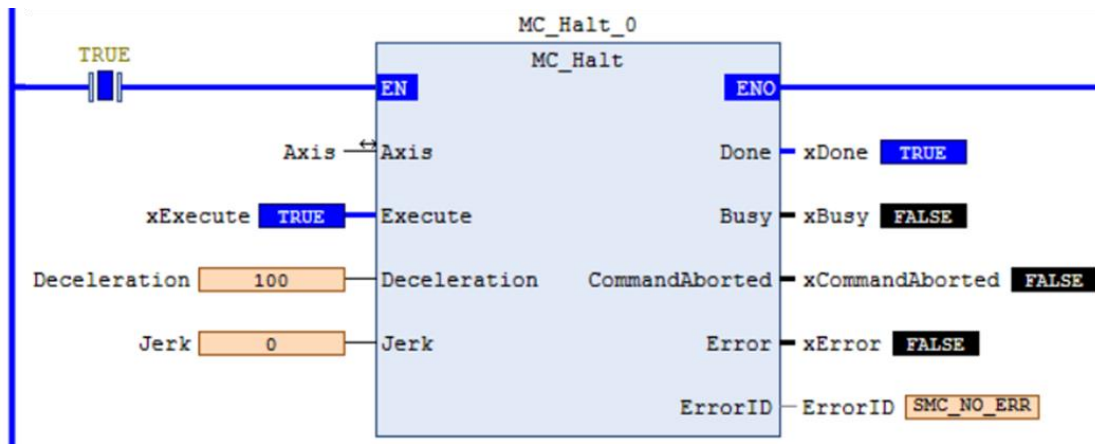 MC_Halt_0
TRUE
MC_Halt
EN
ENO
Axis
Axis
Done
xDone
TRUE
xExecute
TRUE
Execute
Busy
xBusy
FALSE
Deceleration
100
Deceleration
CommandAborted
xCommandAborted
FALSE
Jerk
0
Jerk
Error
xError
FALSE
ErrorID
ErrorID
SMC_NO_ERR